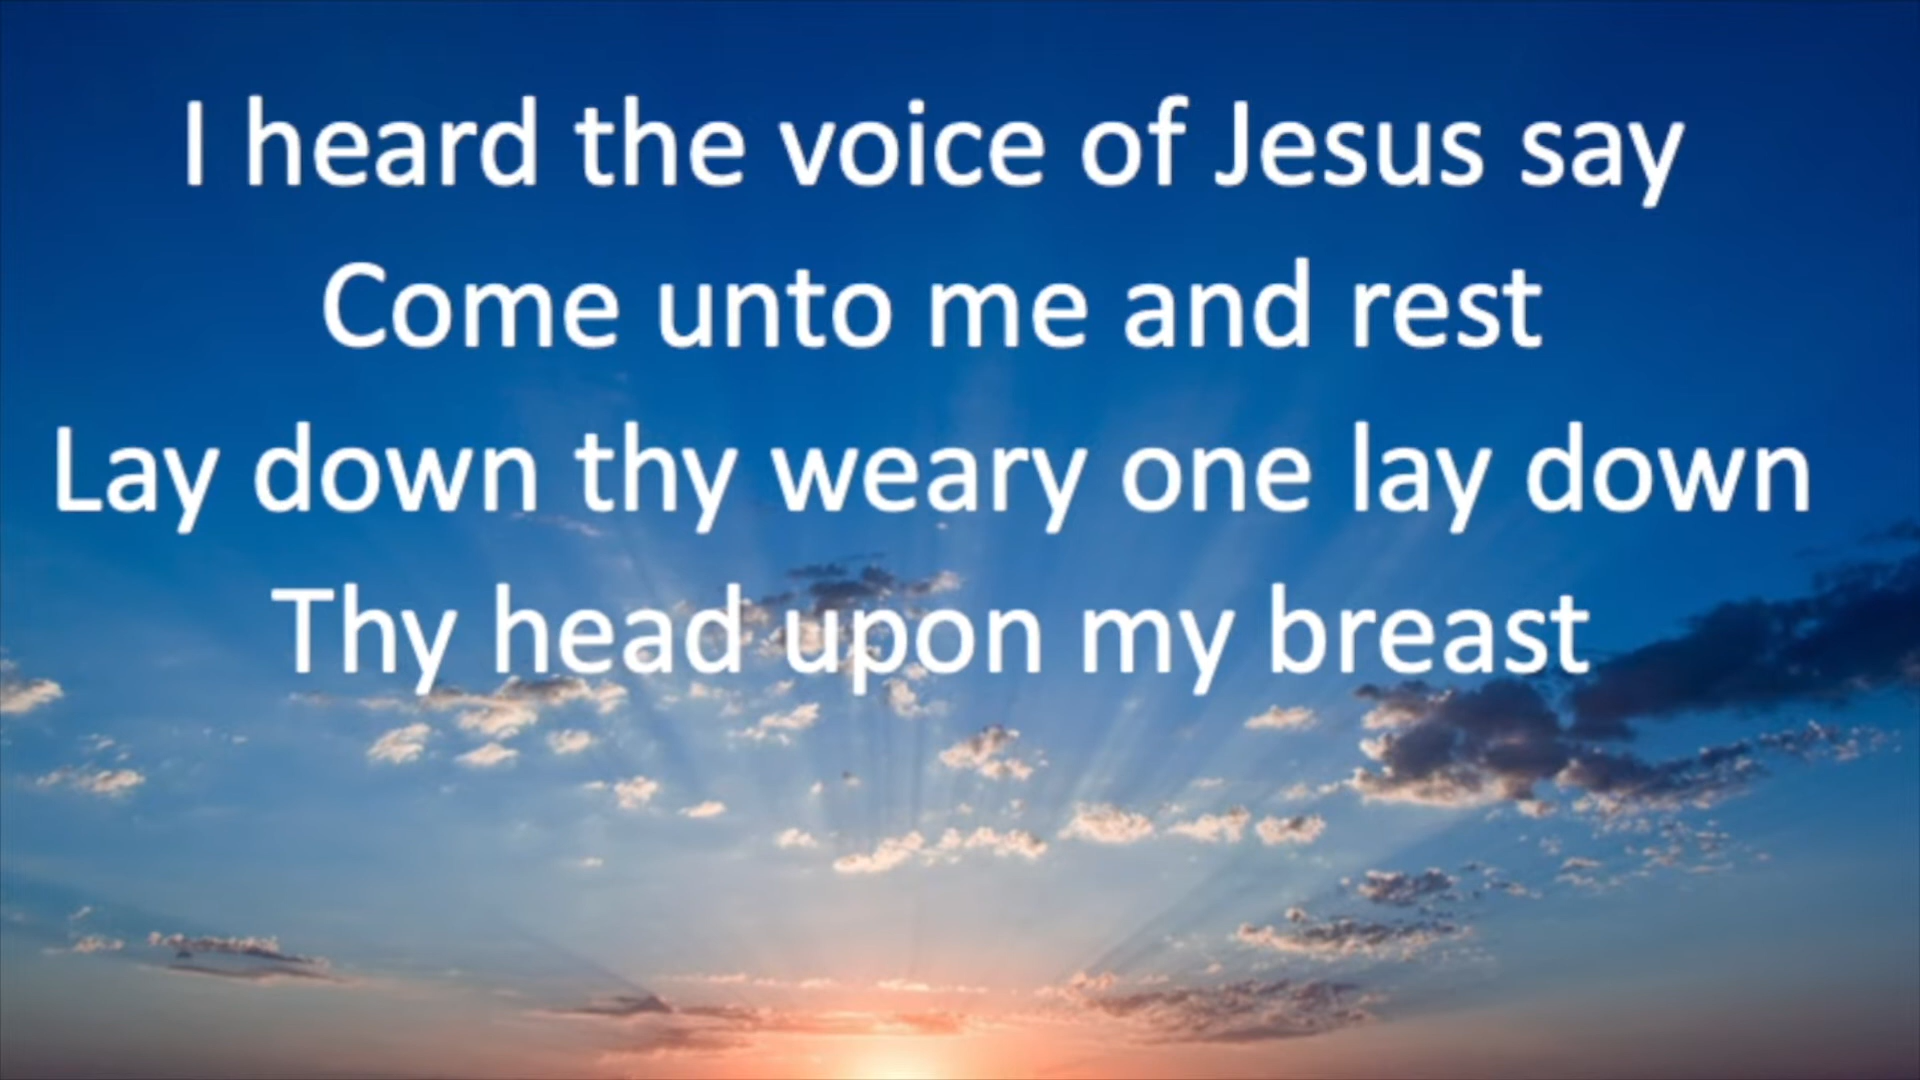 I heard the voice of Jesus say
Come unto me and rest
Lay down thy weary one lay down
Thy head upon my breast